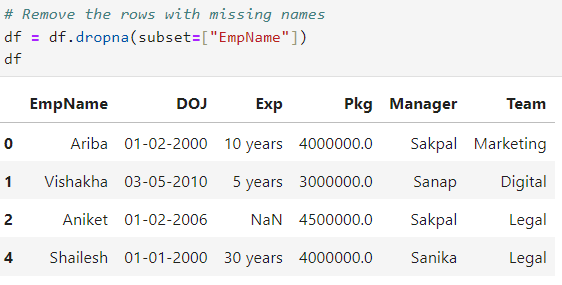 # Remove the rows with missing names
df = df.dropna(subset=["EmpName"])
df
EmpName DOJ Exp Pkg Manager Team
0 Ariba 01-02-2000 10 years 4000000.0 Sakpal Marketing
1 Vishakha 03-05-2010 5 years 3000000.0 Sanap Digital
2 Aniket 01-02-2006 NaN 4500000.0 Sakpal Legal
4 Shailesh 01-01-2000 30 years 4000000.0 Sanika Legal